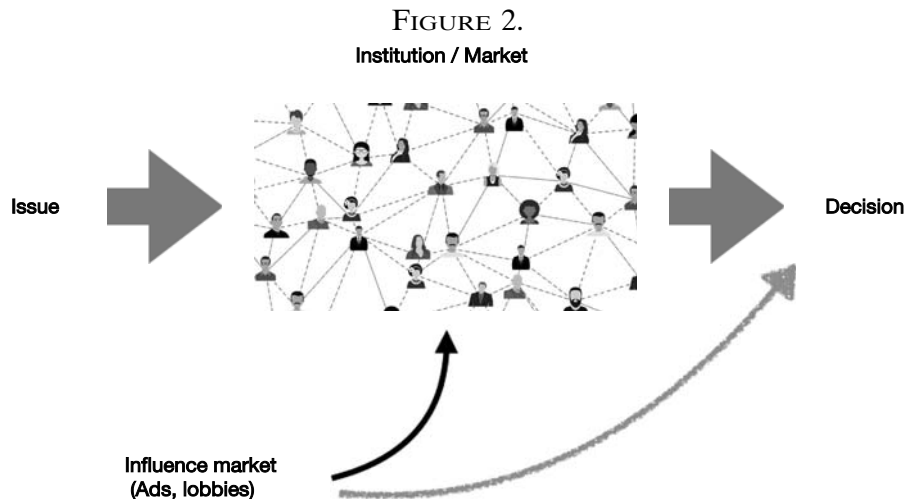 FIGURE 2.
Institution / Market
Issue
Decision
Influence market
(Ads, lobbies)